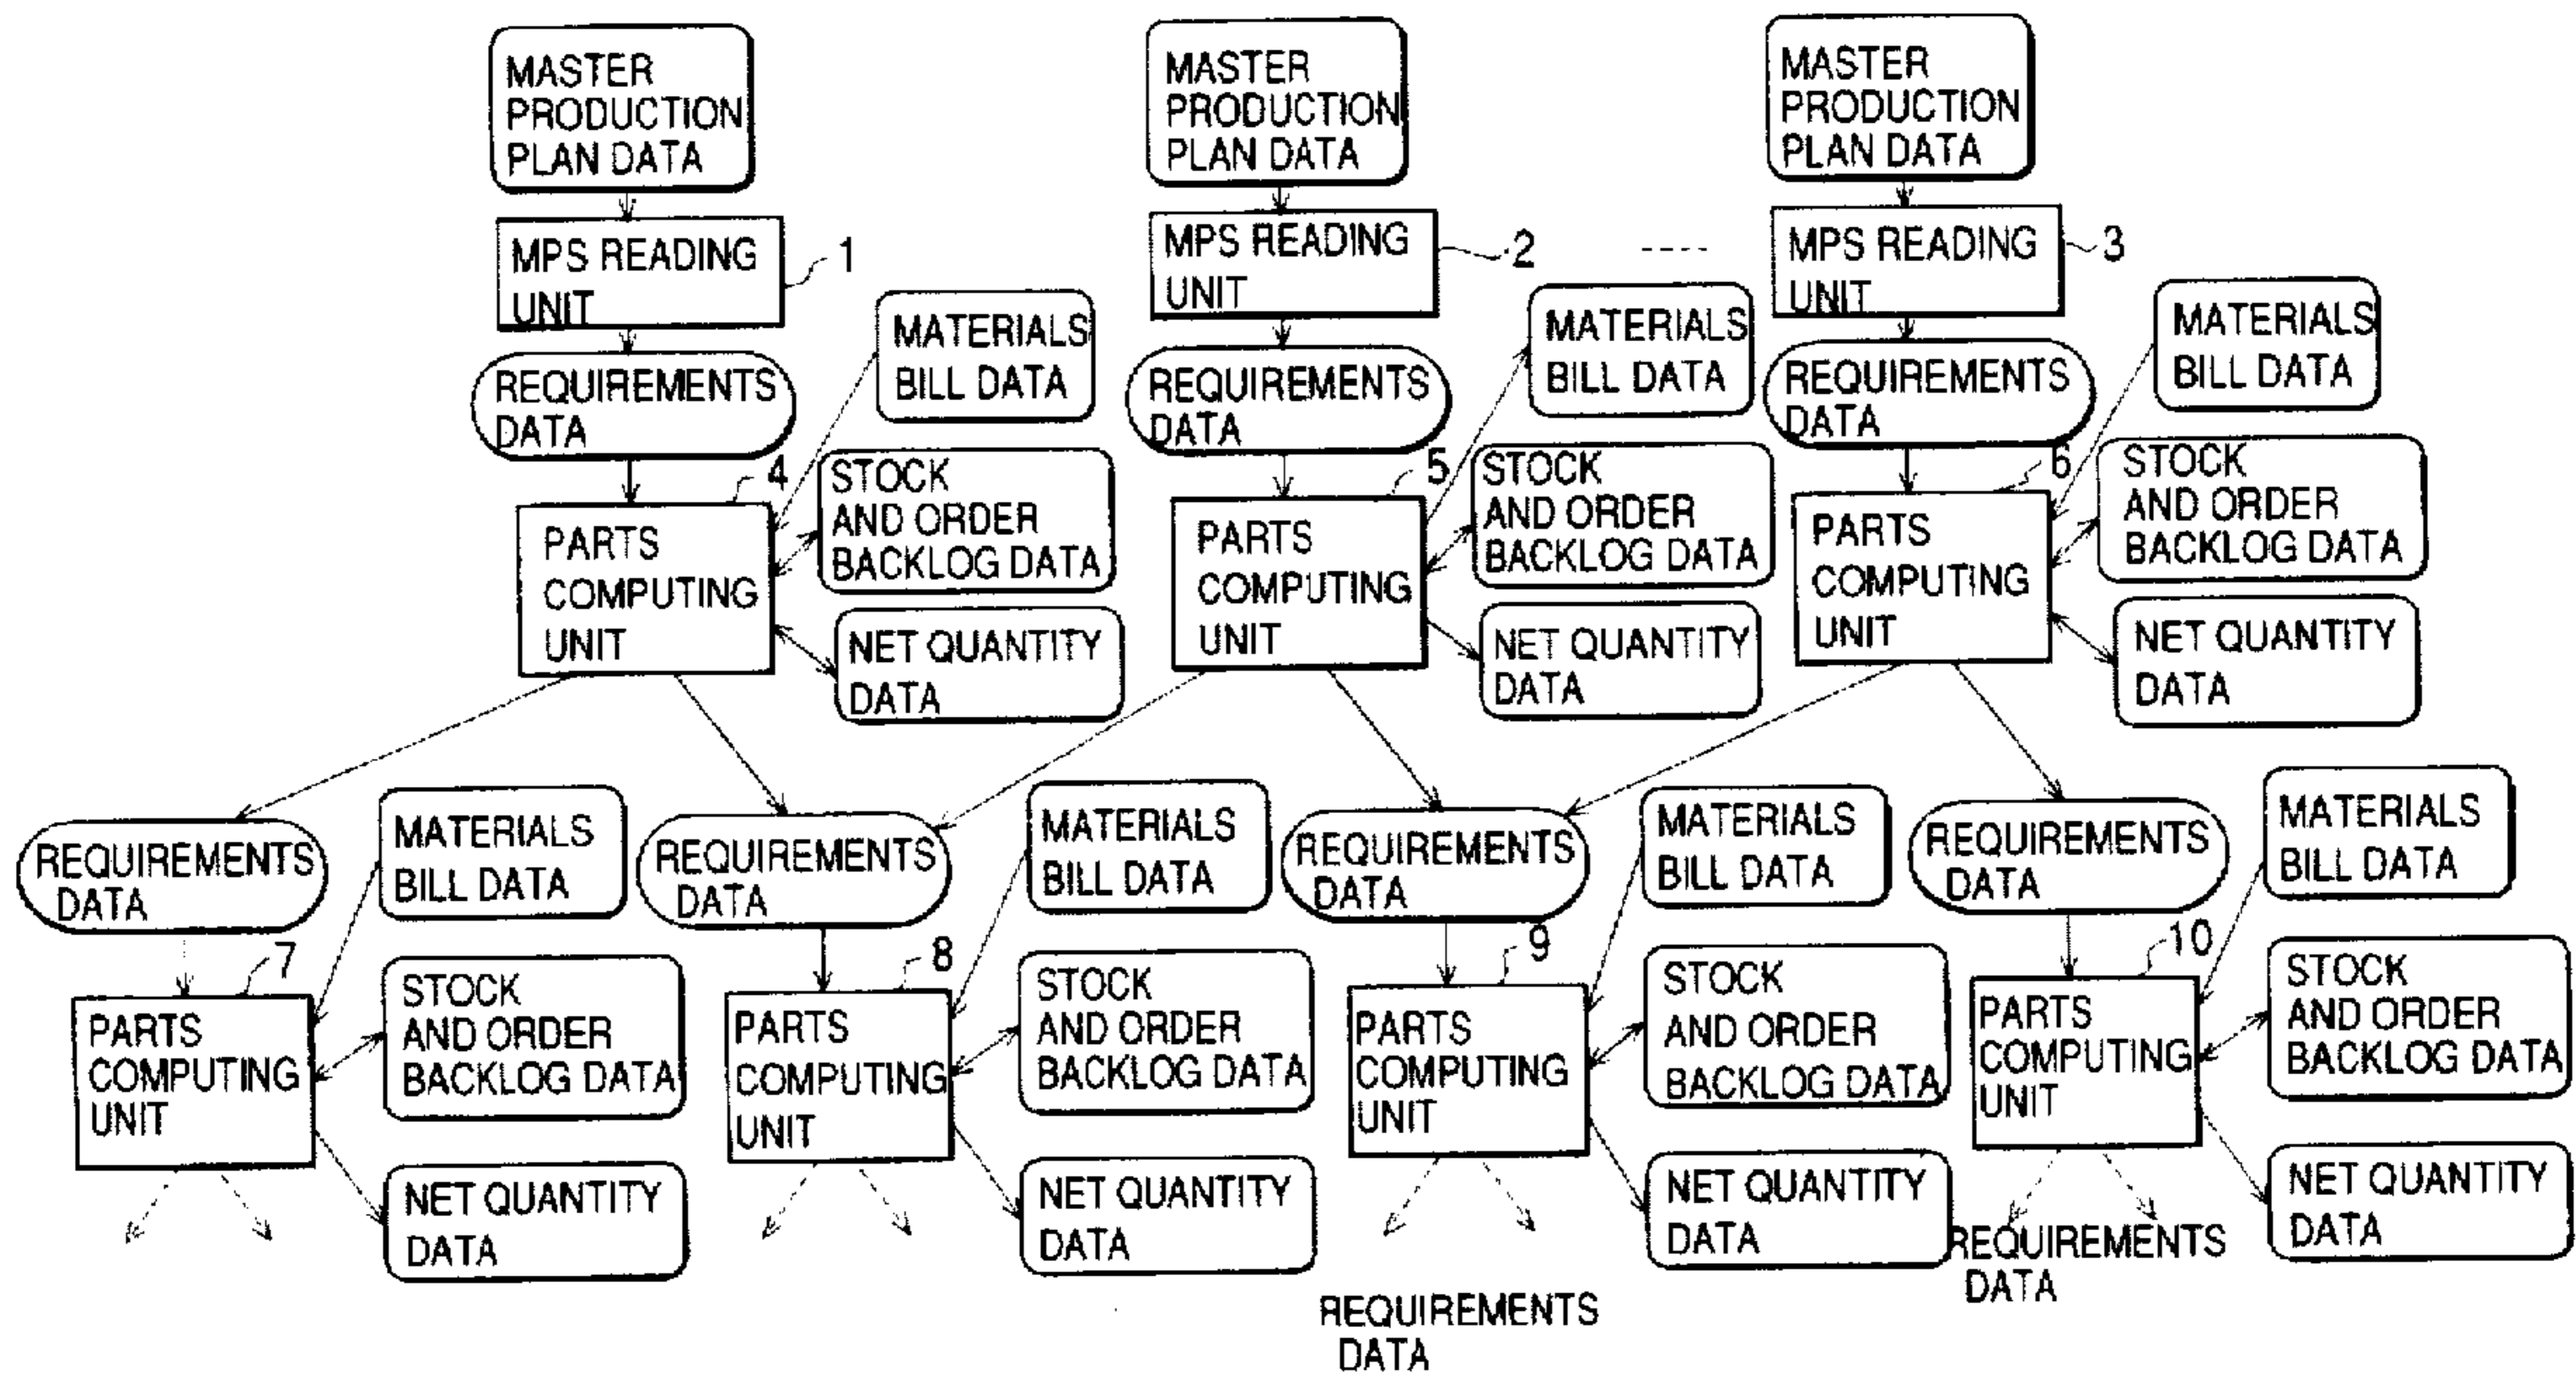 MASTER
PRODUCTION
PLAN DATA
MASTER
PRODUCTION
PLAN DATA
MASTER
PRODUCTION
PLAN DATA
MPS READING
UNIT
1
MPS READING
UNIT
2
MPS READING
UNIT
3
REQUIREMENTS
DATA
MATERIALS
BILL DATA
REQUIREMENTS
DATA
MATERIALS
BILL DATA
REQUIREMENTS
DATA
MATERIALS
BILL DATA
4
PARTS
COMPUTING
UNIT
STOCK
AND ORDER
BACKLOG DATA
NET QUANTITY
DATA
5
PARTS
COMPUTING
UNIT
STOCK
AND ORDER
BACKLOG DATA
NET QUANTITY
DATA
6
PARTS
COMPUTING
UNIT
STOCK
AND ORDER
BACKLOG DATA
NET QUANTITY
DATA
REQUIREMENTS
DATA
MATERIALS
BILL DATA
REQUIREMENTS
DATA
MATERIALS
BILL DATA
REQUIREMENTS
DATA
MATERIALS
BILL DATA
REQUIREMENTS
DATA
MATERIALS
BILL DATA
7
PARTS
COMPUTING
UNIT
STOCK
AND ORDER
BACKLOG DATA
NET QUANTITY
DATA
8
PARTS
COMPUTING
UNIT
STOCK
AND ORDER
BACKLOG DATA
NET QUANTITY
DATA
9
PARTS
COMPUTING
UNIT
STOCK
AND ORDER
BACKLOG DATA
NET QUANTITY
DATA
10
PARTS
COMPUTING
UNIT
STOCK
AND ORDER
BACKLOG DATA
NET QUANTITY
DATA
REQUIREMENTS
DATA
REQUIREMENTS
DATA